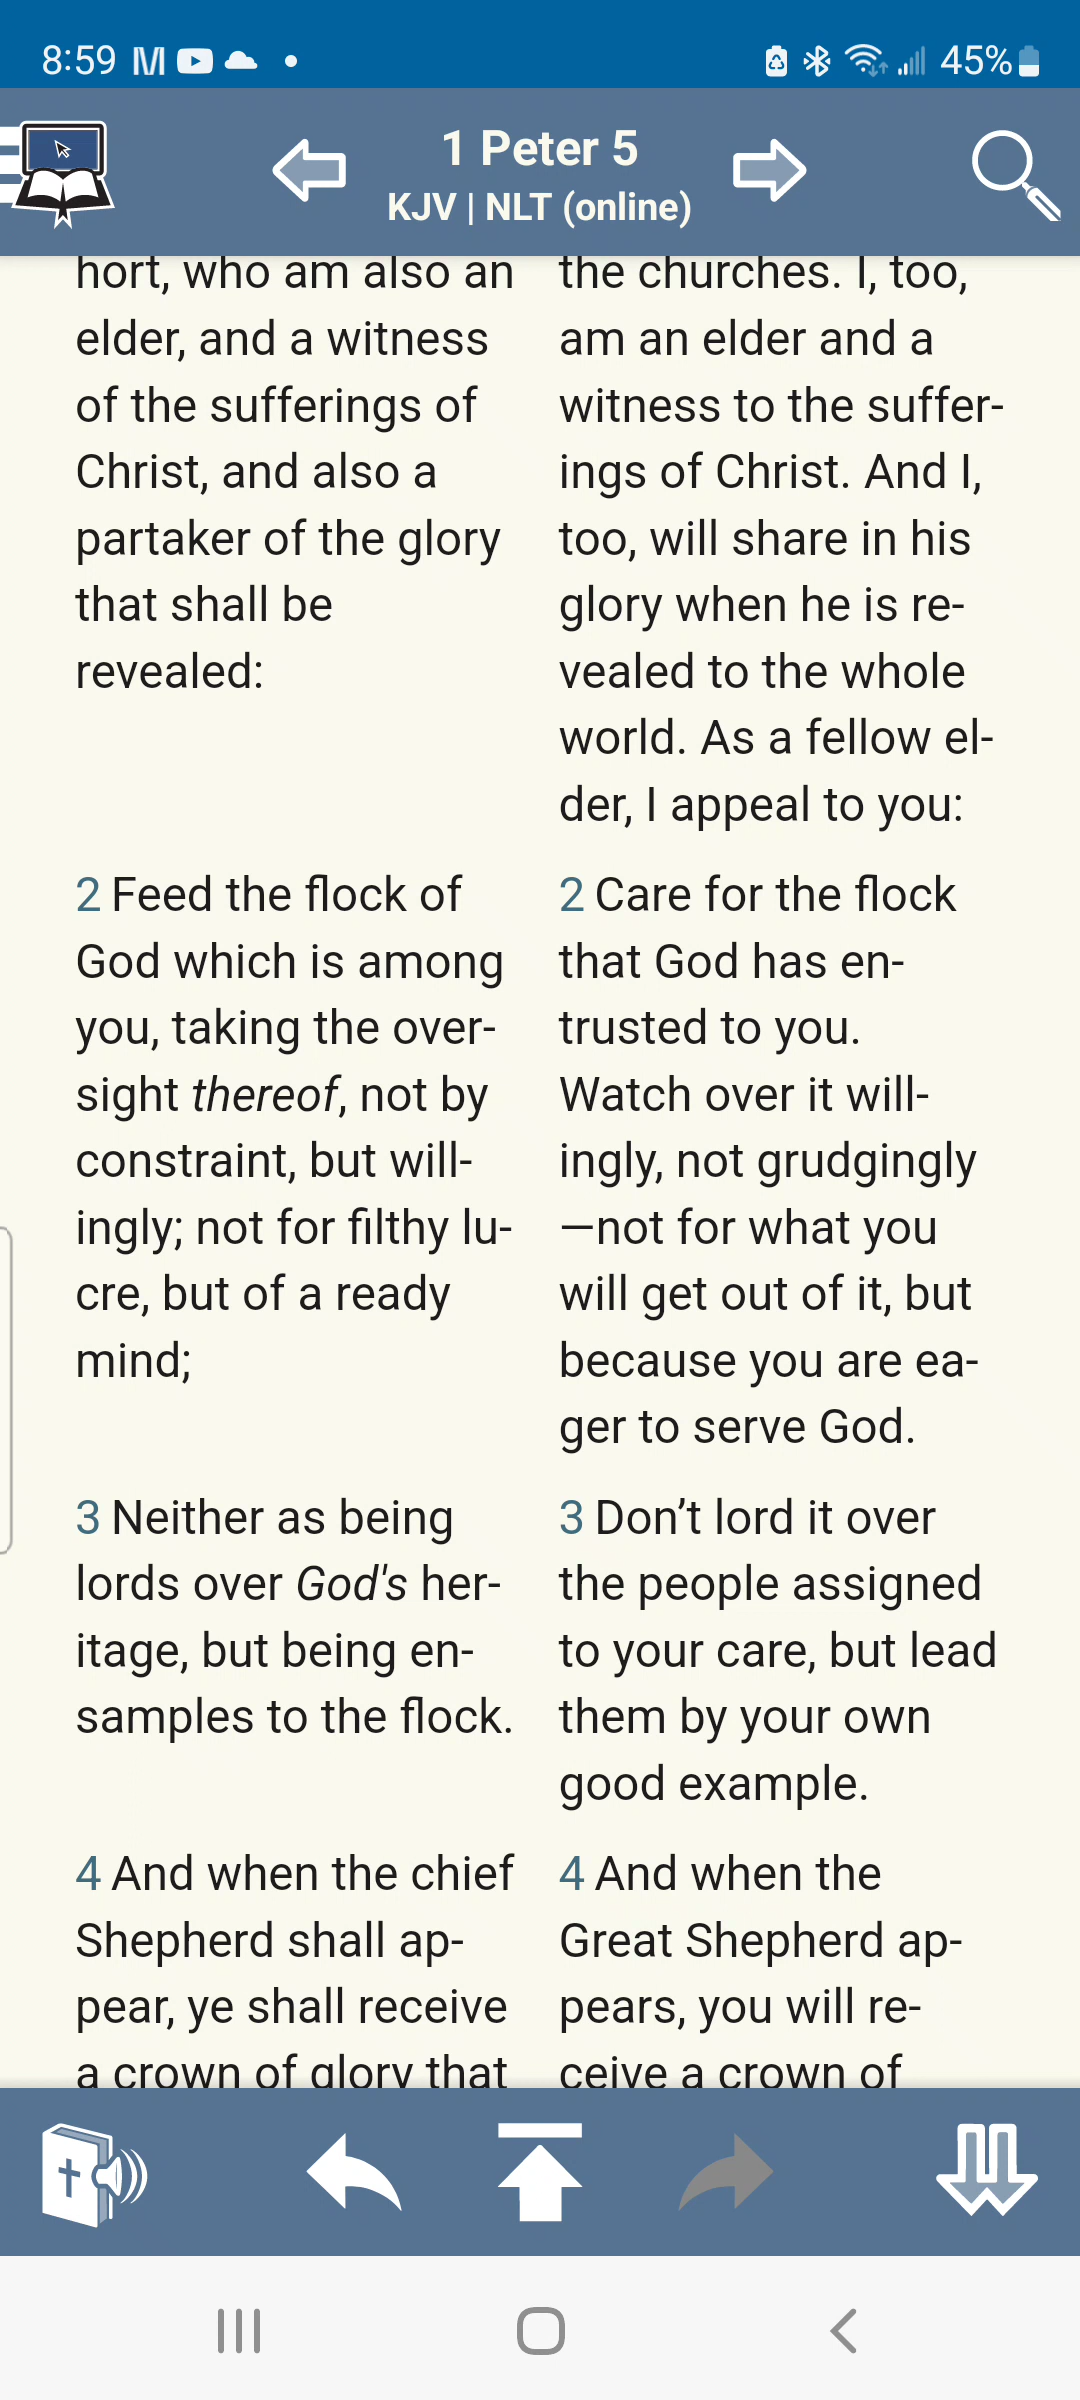 8:59
45%
1 Peter 5
KJV | NLT (online)
hort, who am also an
elder, and a witness
of the sufferings of
Christ, and also a
partaker of the glory
that shall be
revealed:
the churches. I, too,
am an elder and a
witness to the suffer-
ings of Christ. And I,
too, will share in his
glory when he is re-
vealed to the whole
world. As a fellow el-
der, I appeal to you:
2 Feed the flock of
God which is among
you, taking the over-
sight thereof, not by
constraint, but will-
ingly; not for filthy lu-
cre, but of a ready
mind;
2 Care for the flock
that God has en-
trusted to you.
Watch over it will-
ingly, not grudgingly
—not for what you
will get out of it, but
because you are ea-
ger to serve God.
3 Neither as being
lords over God's her-
itage, but being en-
samples to the flock.
3 Don’t lord it over
the people assigned
to your care, but lead
them by your own
good example.
4 And when the chief
Shepherd shall ap-
pear, ye shall receive
a crown of glory that
4 And when the
Great Shepherd ap-
pears, you will re-
ceive a crown of